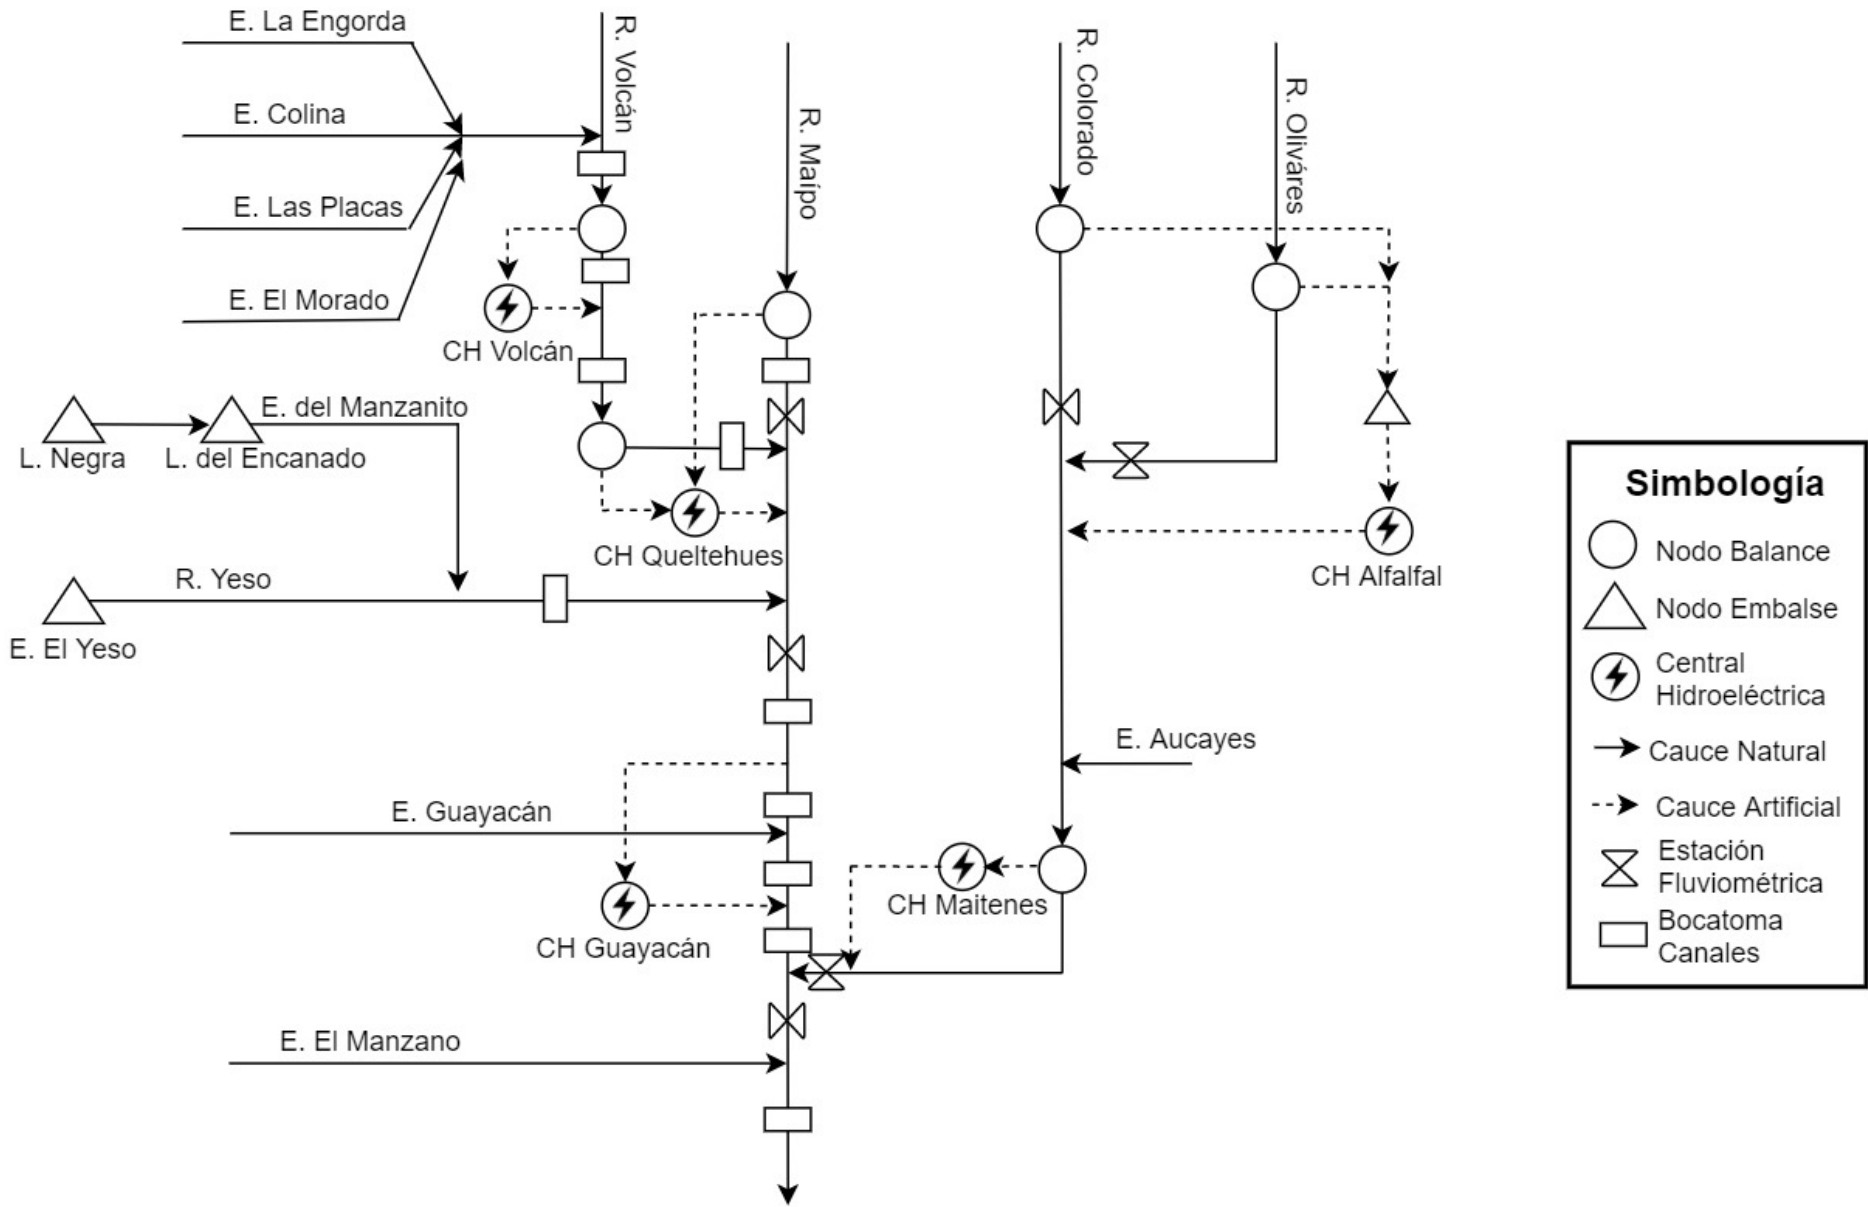 E. La Engorda
R. Volcán
E. Colina
R. Maípo
R. Colorado
R. Oliváres
E. Las Placas
E. El Morado
CH Volcán
E. del Manzanito
L. Negra
L. del Encanado
CH Queltehues
R. Yeso
E. El Yeso
CH Alfalfal
E. Aucayes
E. Guayacán
CH Maitenes
CH Guayacán
E. El Manzano
Simbología
Nodo Balance
Nodo Embalse
Central
Hidroeléctrica
Cauce Natural
Cauce Artificial
Estación
Fluviométrica
Bocatoma
Canales